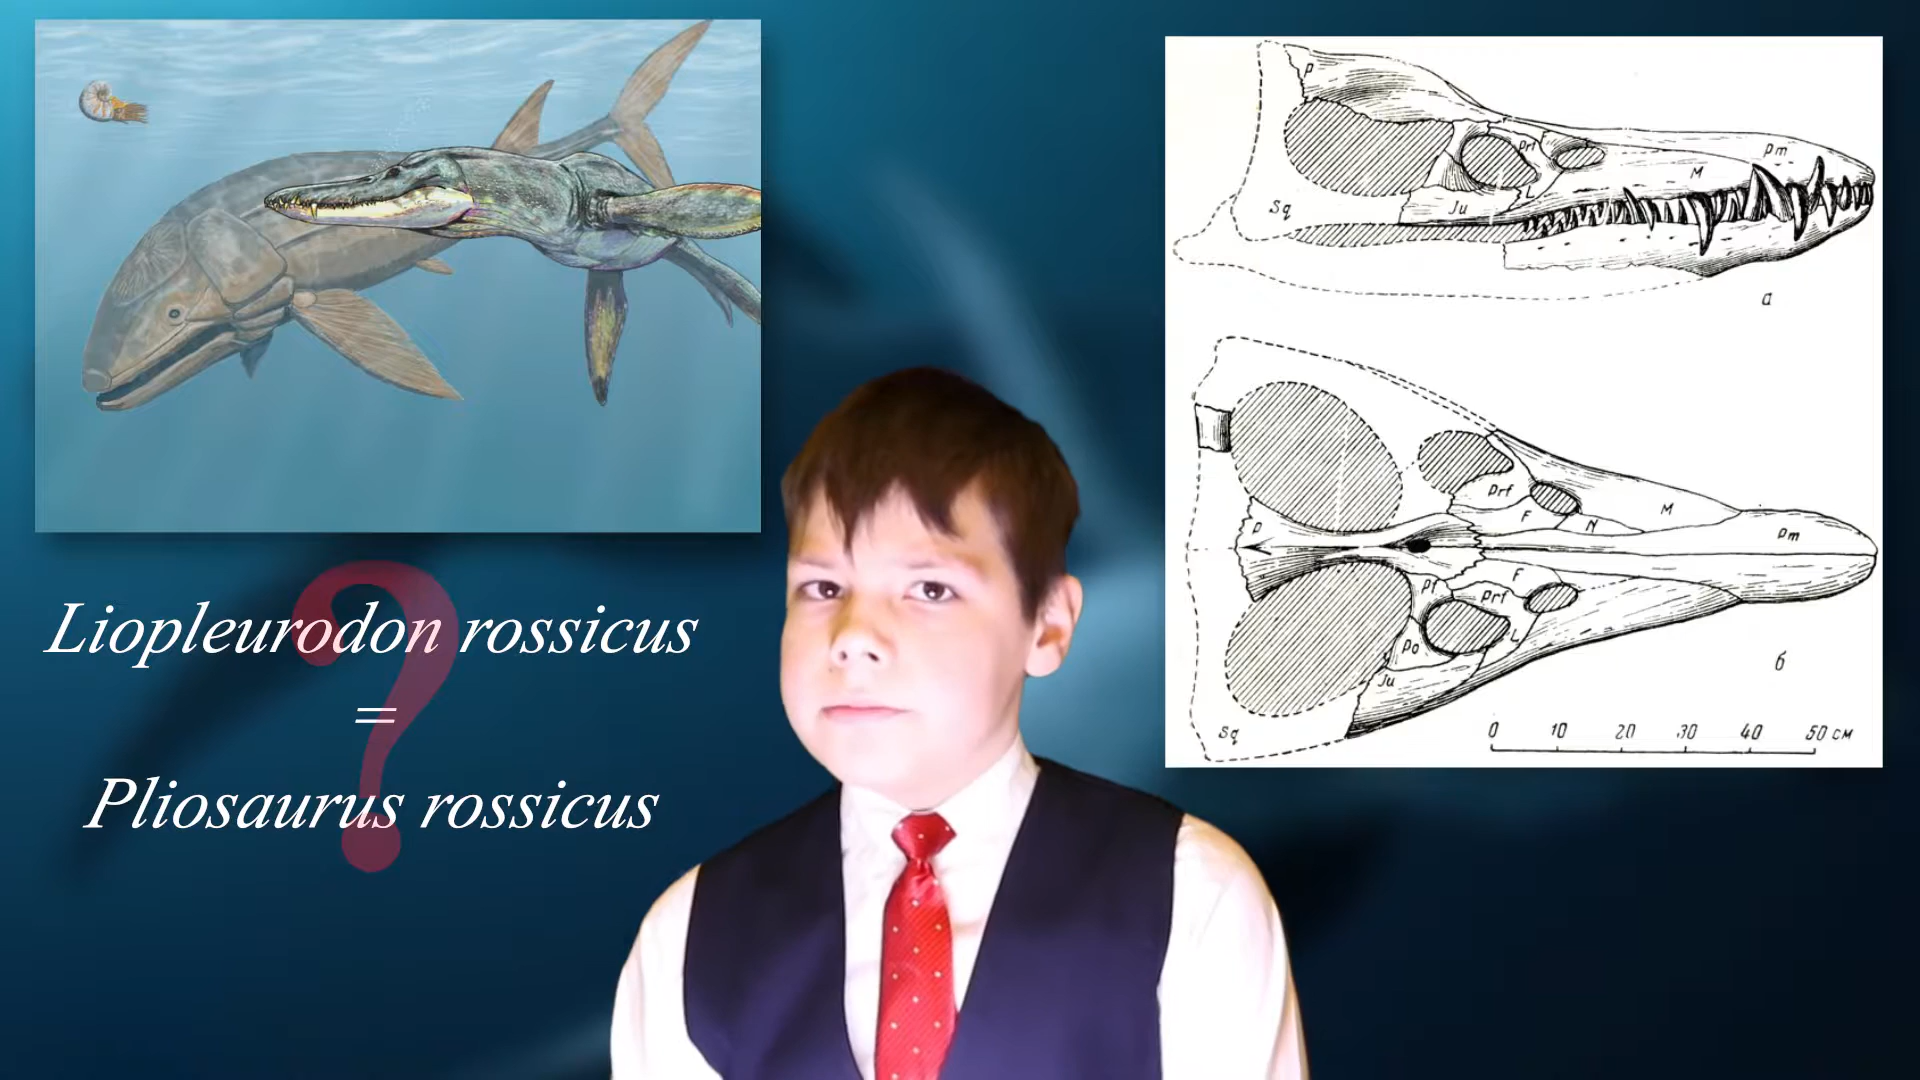 Liopleurodon rossicus
=
Pliosaurus rossicus
?
P
Prf
Pm
M
L
Sq
Ju
а
Prf
M
F
N
P
Pm
F
Pf
Prf
L
Po
б
Ju
Sq
0 10 20 30 40 50 см